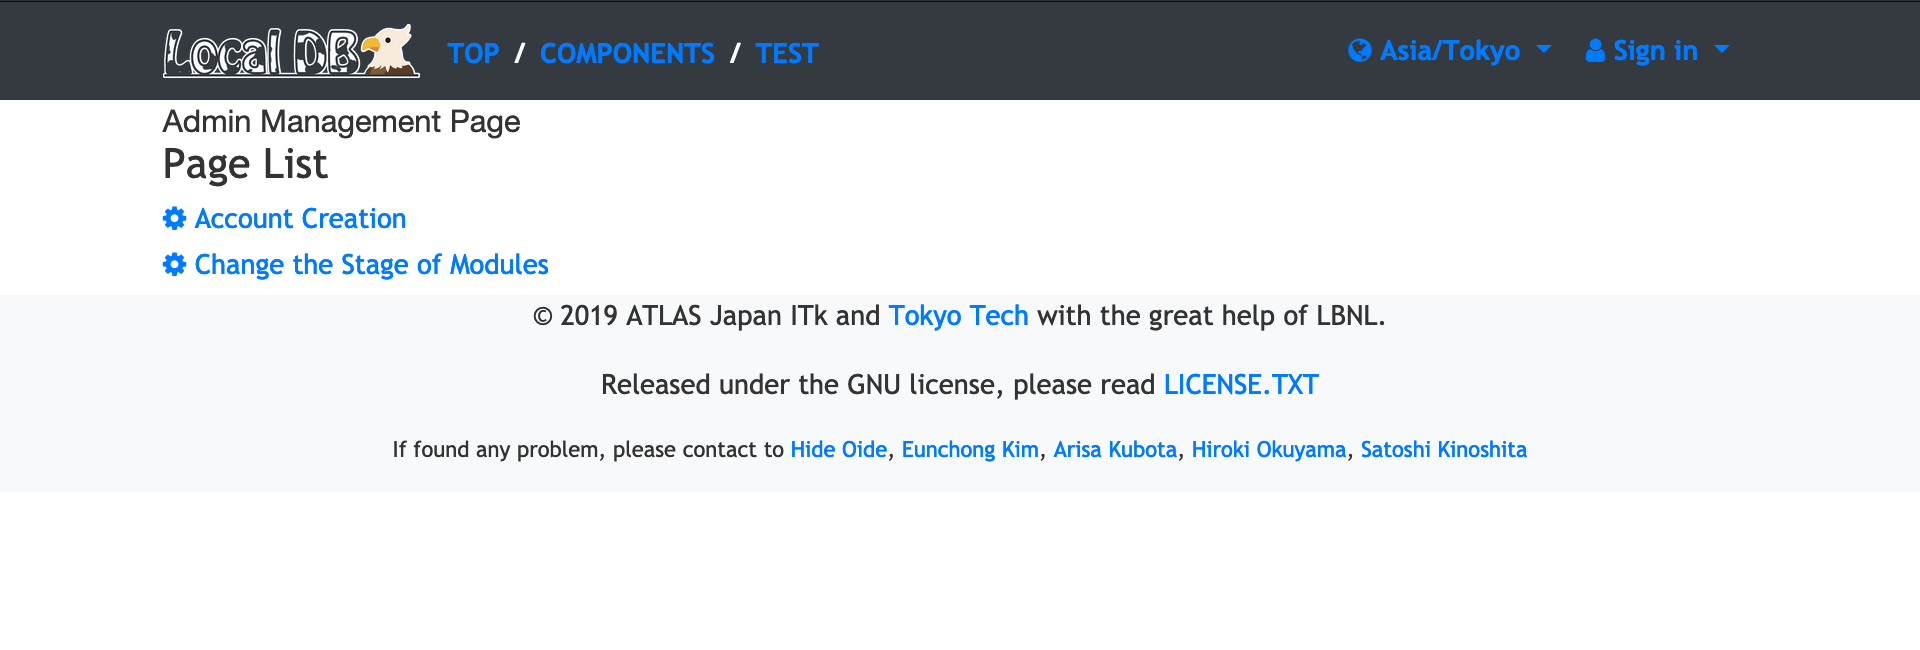 Local DB TOP / COMPONENTS / TEST Asia/Tokyo Sign in
Admin Management Page
Page List
Account Creation
Change the Stage of Modules
© 2019 ATLAS Japan ITk and Tokyo Tech with the great help of LBNL.
Released under the GNU license, please read LICENSE.TXT
If found any problem, please contact to Hide Oide, Eunchong Kim, Arisa Kubota, Hiroki Okuyama, Satoshi Kinoshita